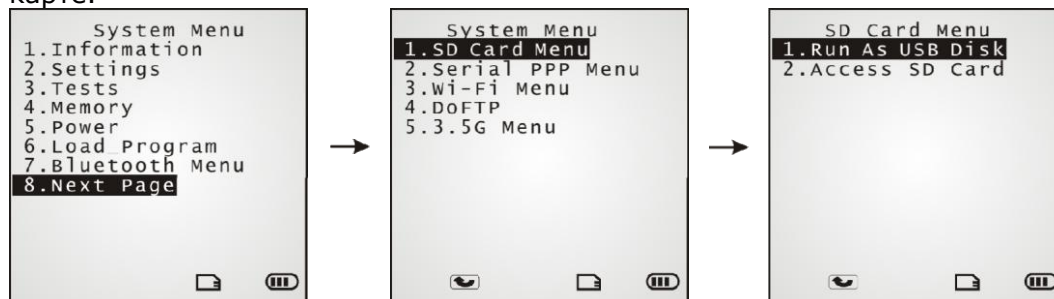 карте.
System Menu
1.Information
2.Settings
3.Tests
4.Memory
5.Power
6.Load Program
7.Bluetooth Menu
8.Next Page
System Menu
1.SD Card Menu
2.Serial PPP Menu
3.Wi-Fi Menu
4.DoFTP
5.3.5G Menu
SD Card Menu
1.Run As USB Disk
2.Access SD Card